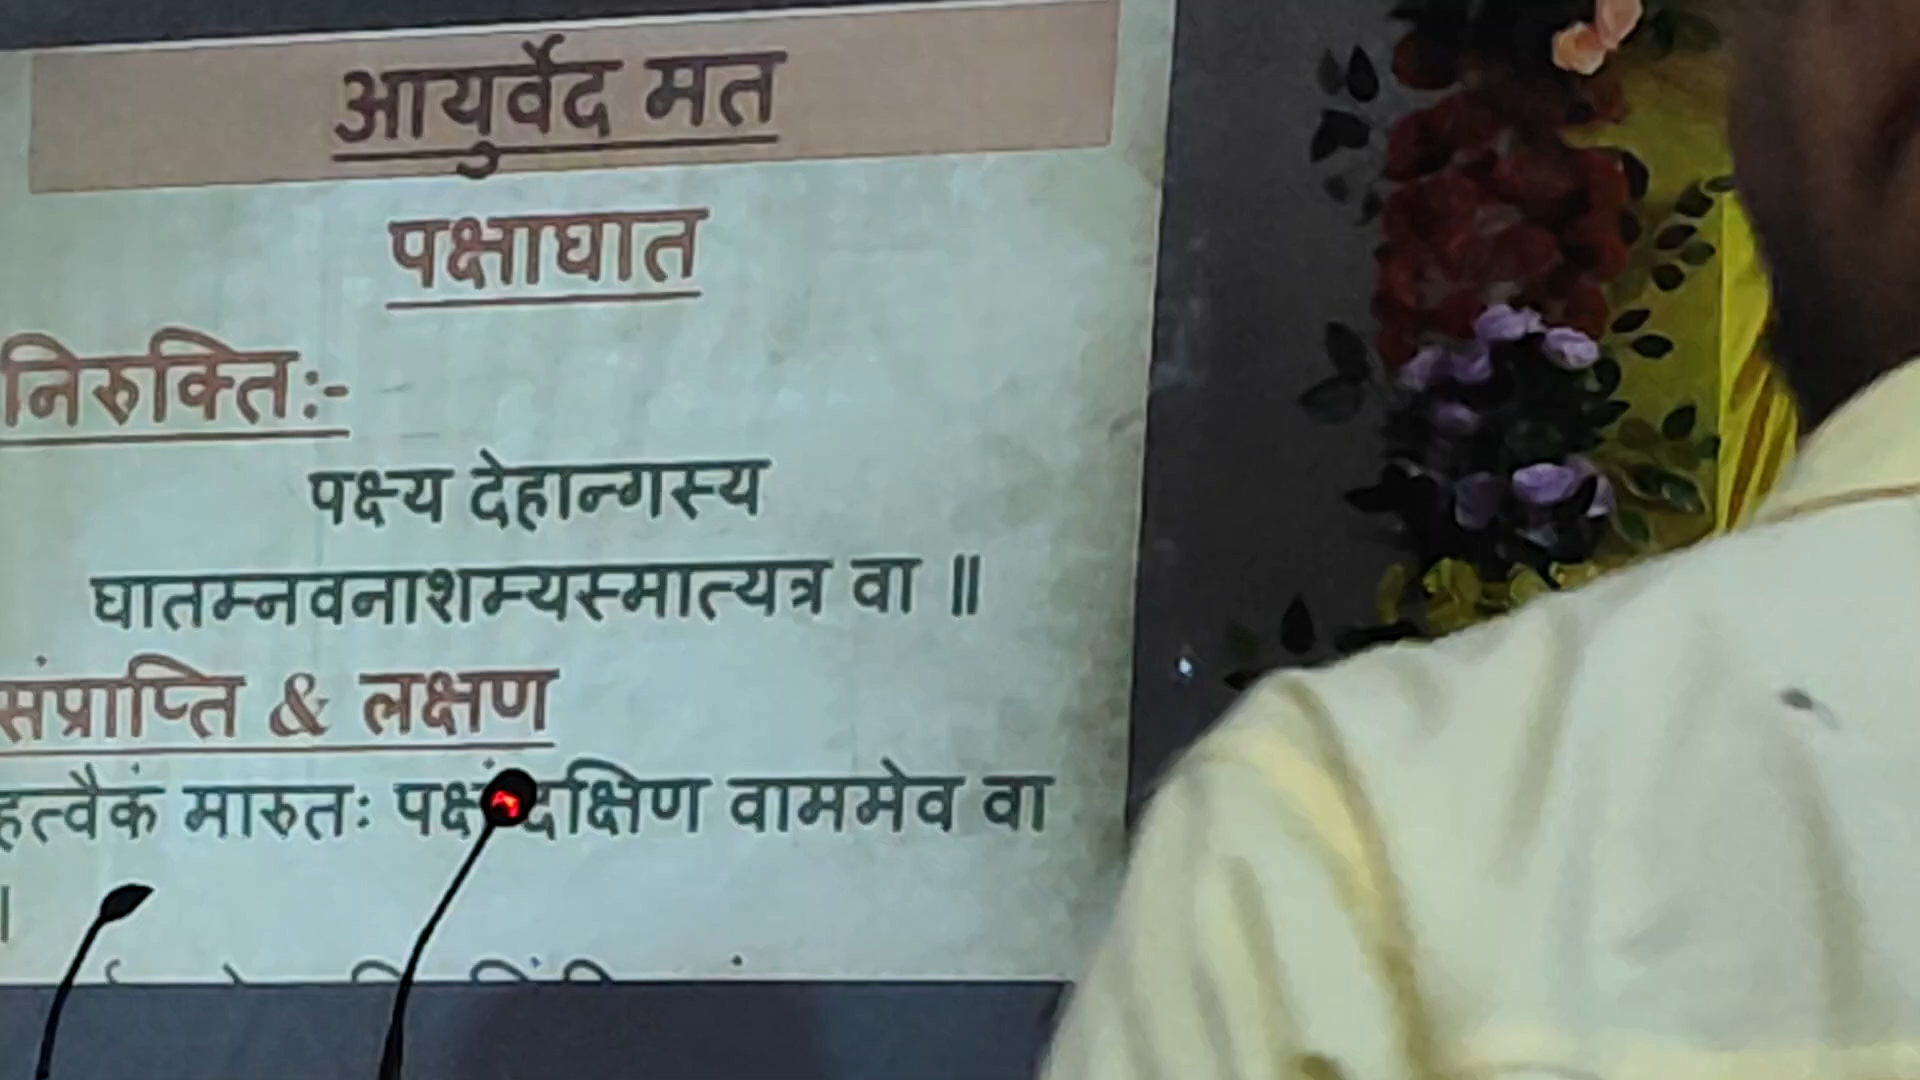 आयुर्वेद मत
पक्षाघात
निरुक्ति:-
पक्ष्य देहान्गस्य
घातम्नवनाशम्यस्मात्यत्र वा ॥
संप्राप्ति & लक्षण
हत्वैकं मारुतः पक्षं दक्षिण वाममेव वा
।